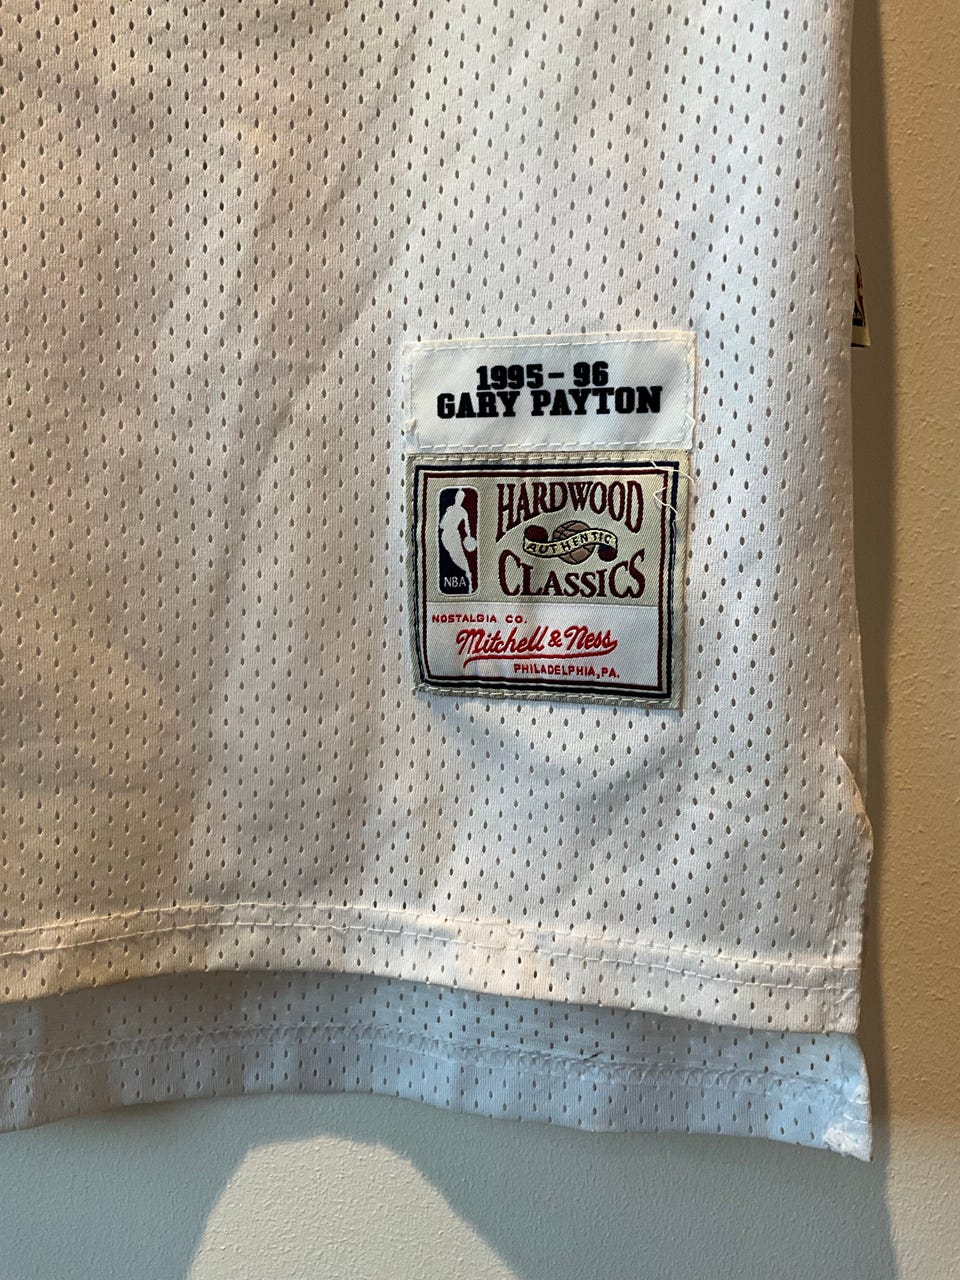 1995-96
GARY PAYTON
HARDWOOD
AUTHENTIC
CLASSICS
NBA
NOSTALGIA CO.
Mitchell & Ness
PHILADELPHIA, PA.